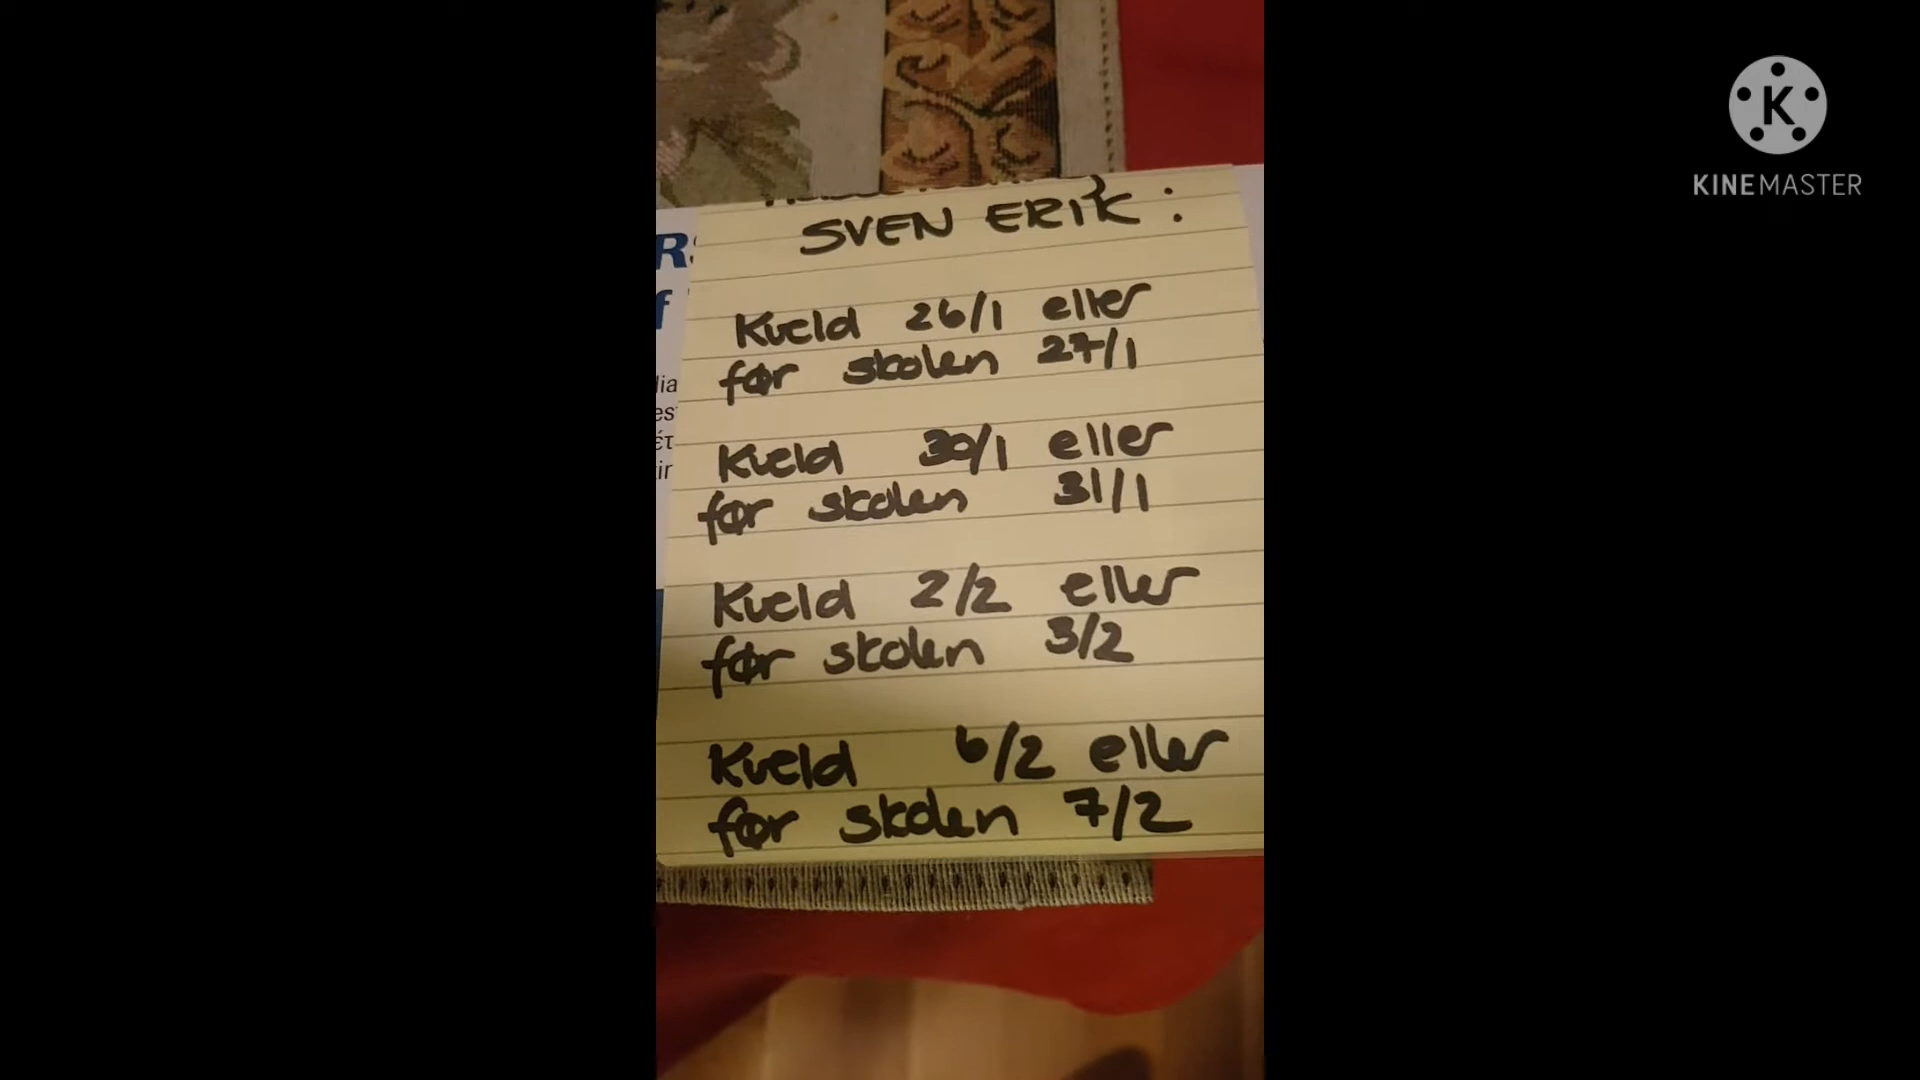 KINEMASTER
SVEN ERIK:
Kveld 26/1 eller
før skolen 27/1
Kveld 30/1 eller
før skolen 31/1
Kveld 2/2 eller
før skolen 3/2
Kveld 6/2 eller
før skolen 7/2